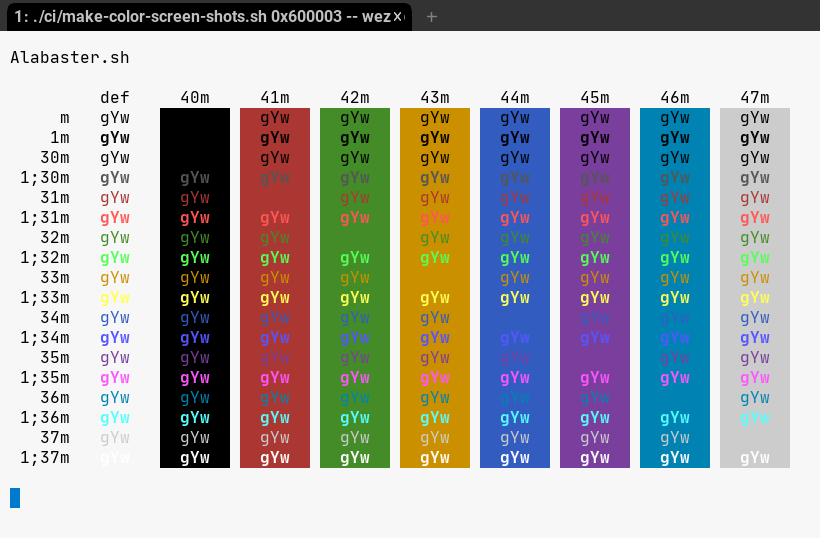 1: ./ci/make-color-screen-shots.sh 0x600003 -- wez
Alabaster.sh
def 40m 41m 42m 43m 44m 45m 46m 47m
m gYw gYw gYw gYw gYw gYw gYw gYw
1m gYw gYw gYw gYw gYw gYw gYw gYw
30m gYw gYw gYw gYw gYw gYw gYw gYw
1;30m gYw gYw gYw gYw gYw gYw gYw gYw gYw
31m gYw gYw gYw gYw gYw gYw gYw gYw
1;31m gYw gYw gYw gYw gYw gYw gYw gYw gYw
32m gYw gYw gYw gYw gYw gYw gYw gYw
1;32m gYw gYw gYw gYw gYw gYw gYw gYw gYw
33m gYw gYw gYw gYw gYw gYw gYw gYw
1;33m gYw gYw gYw gYw gYw gYw gYw gYw gYw
34m gYw gYw gYw gYw gYw gYw gYw gYw
1;34m gYw gYw gYw gYw gYw gYw gYw gYw gYw
35m gYw gYw gYw gYw gYw gYw gYw gYw
1;35m gYw gYw gYw gYw gYw gYw gYw gYw gYw
36m gYw gYw gYw gYw gYw gYw gYw gYw
1;36m gYw gYw gYw gYw gYw gYw gYw gYw gYw
37m gYw gYw gYw gYw gYw gYw gYw gYw
1;37m gYw gYw gYw gYw gYw gYw gYw gYw gYw